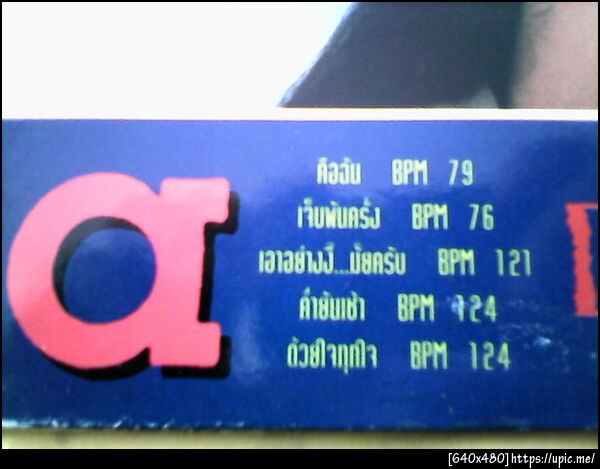 a
คือฉัน BPM 79
เจ็บพันครั้ง BPM 76
เอาอย่างงี้...มั้ยครับ BPM 121
ค่ำยันเช้า BPM 124
ด้วยใจทุกใจ BPM 124
[640x480]https://upic.me/